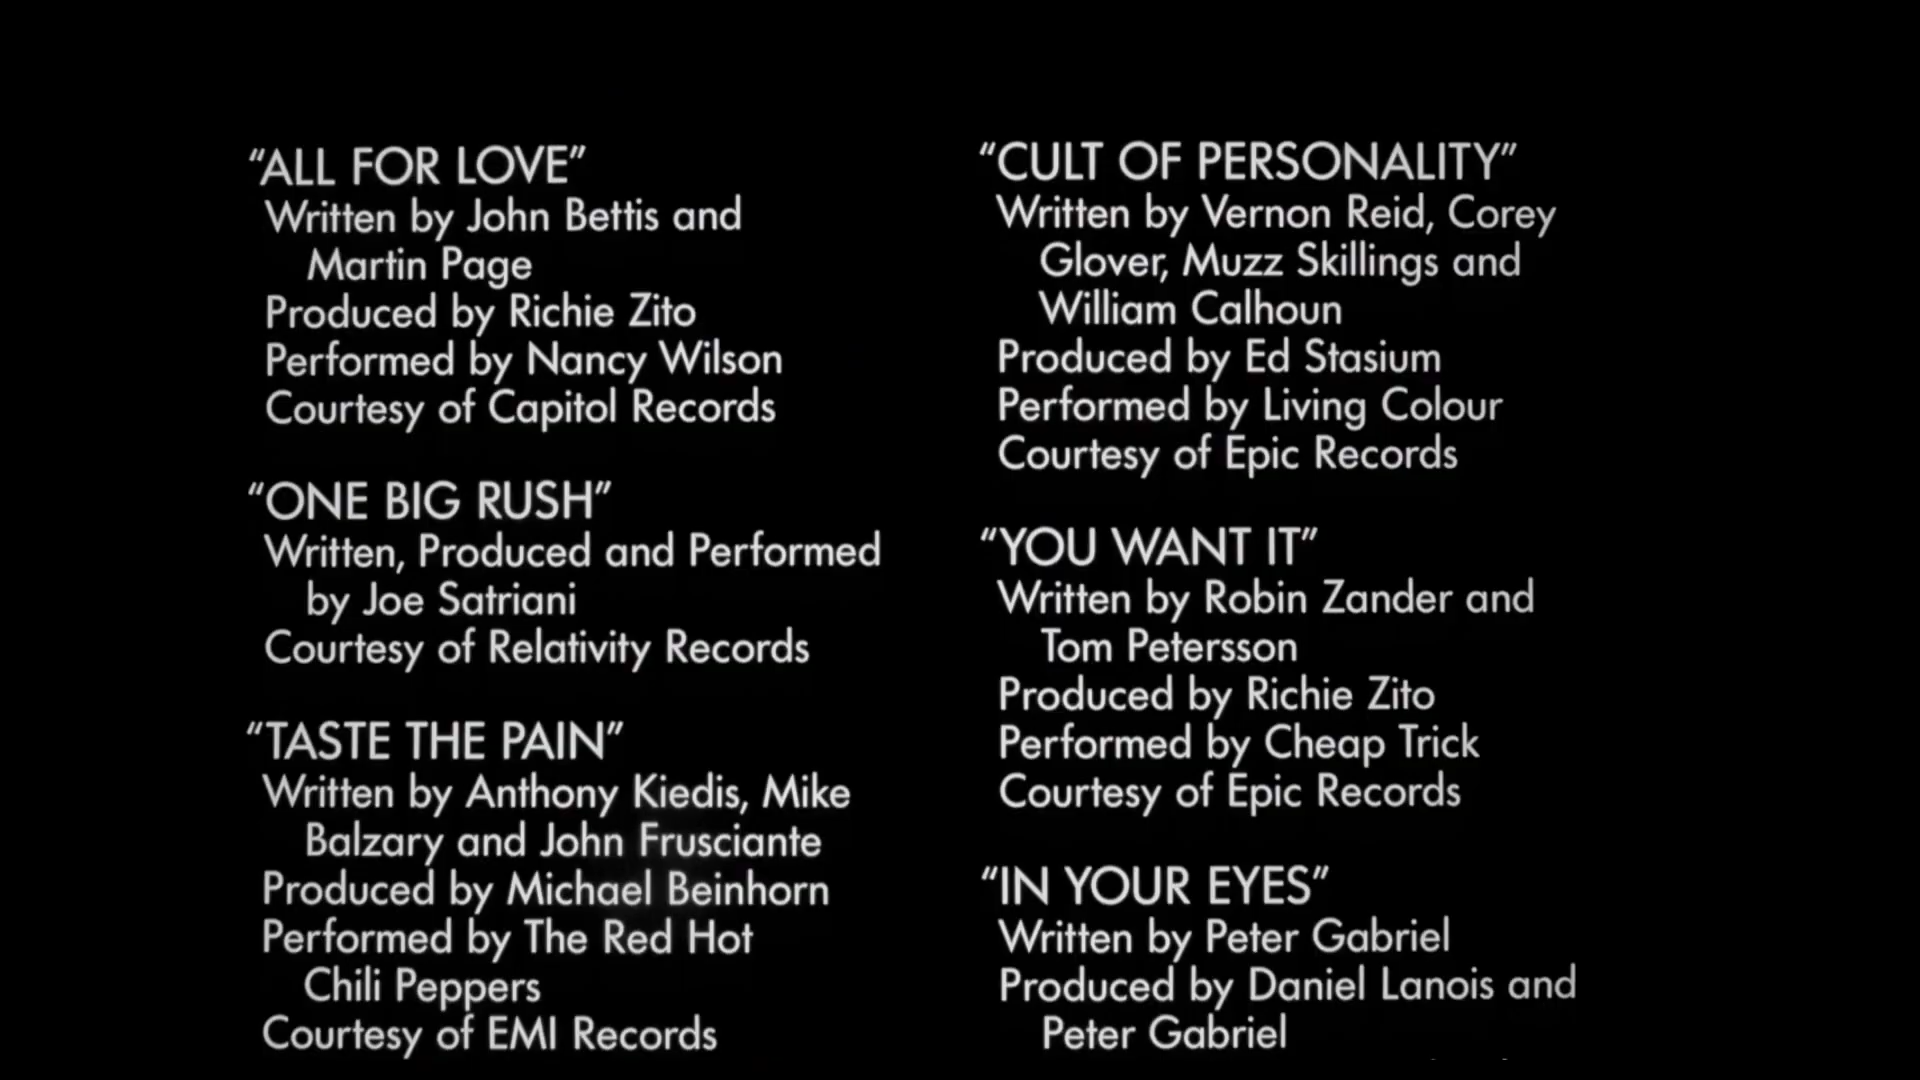 “ALL FOR LOVE”
Written by John Bettis and
Martin Page
Produced by Richie Zito
Performed by Nancy Wilson
Courtesy of Capitol Records
“ONE BIG RUSH”
Written, Produced and Performed
by Joe Satriani
Courtesy of Relativity Records
“TASTE THE PAIN”
Written by Anthony Kiedis, Mike
Balzary and John Frusciante
Produced by Michael Beinhorn
Performed by The Red Hot
Chili Peppers
Courtesy of EMI Records
“CULT OF PERSONALITY”
Written by Vernon Reid, Corey
Glover, Muzz Skillings and
William Calhoun
Produced by Ed Stasium
Performed by Living Colour
Courtesy of Epic Records
“YOU WANT IT”
Written by Robin Zander and
Tom Petersson
Produced by Richie Zito
Performed by Cheap Trick
Courtesy of Epic Records
“IN YOUR EYES”
Written by Peter Gabriel
Produced by Daniel Lanois and
Peter Gabriel